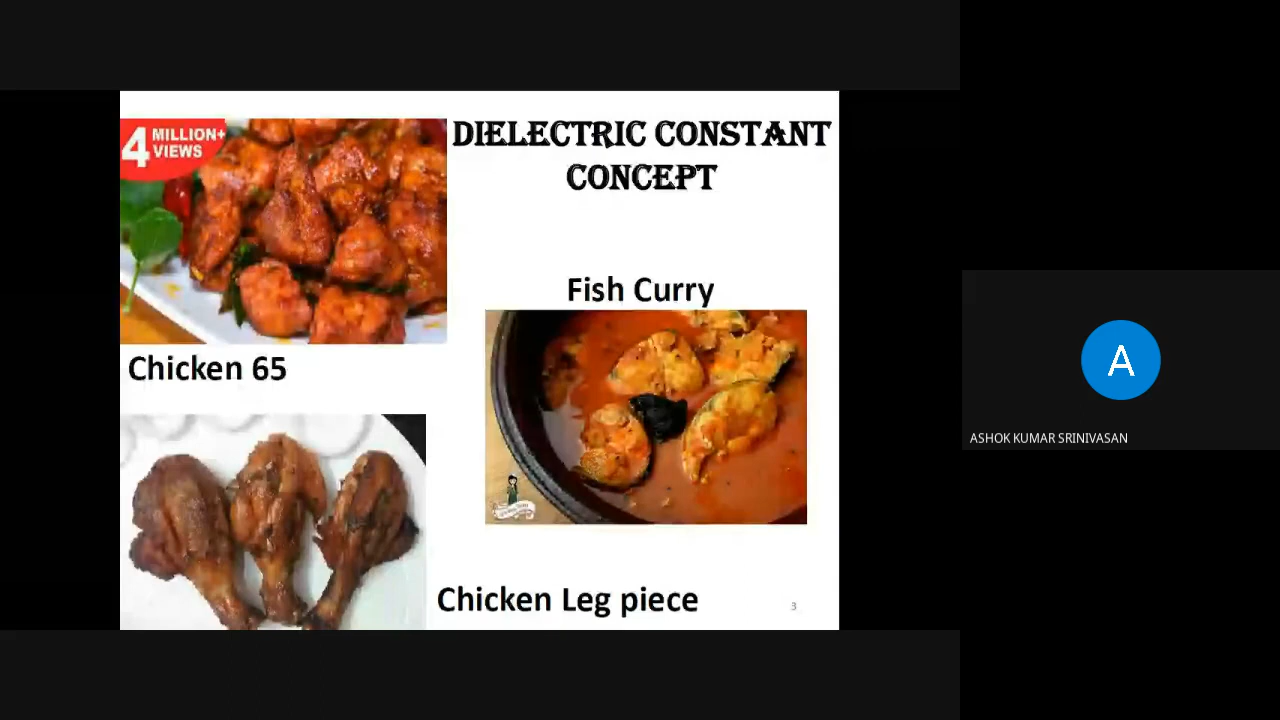 4 MILLION+
VIEWS
DIELECTRIC CONSTANT
CONCEPT
Fish Curry
Chicken 65
Chicken Leg piece
3
A
ASHOK KUMAR SRINIVASAN